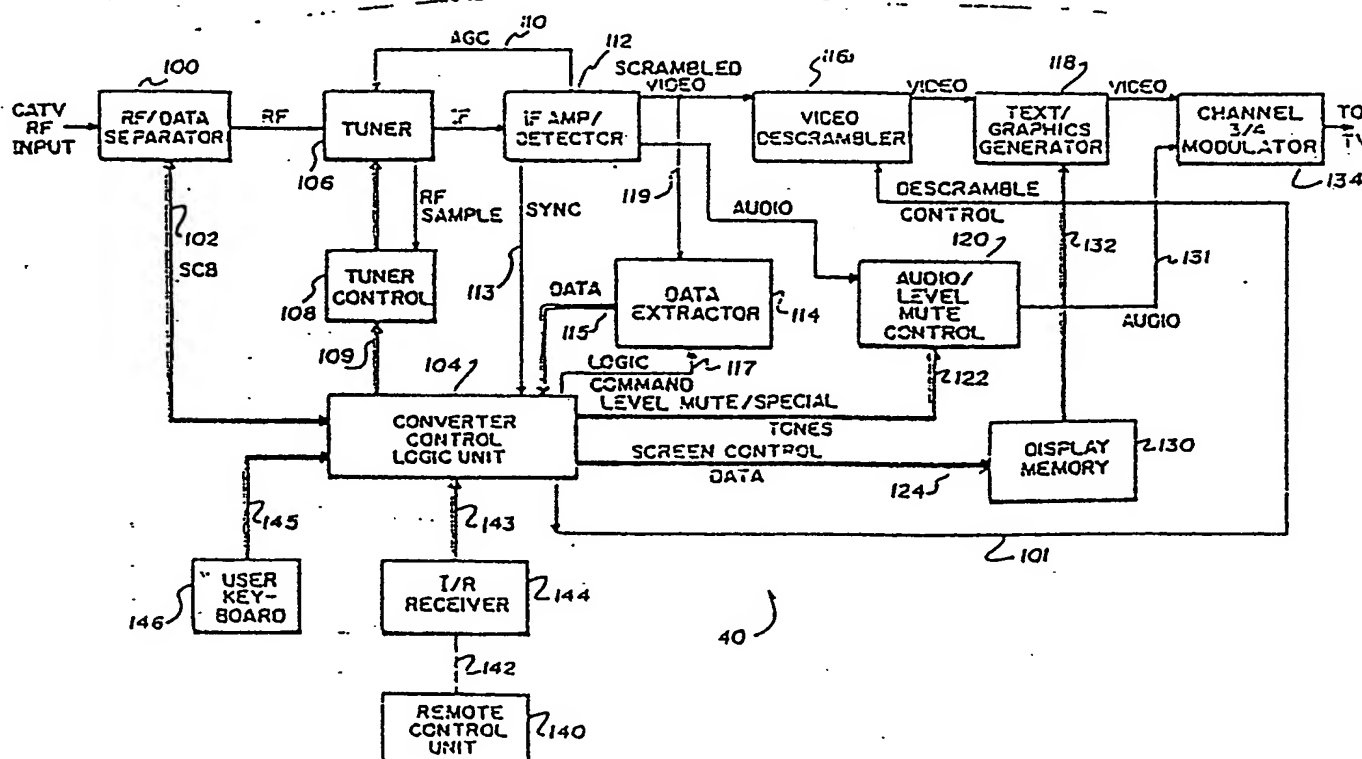 110
AGC
112
116
118
100
SCRAMBLED
VIDEO
VIDEO
VIDEO
CATV
RF
INPUT
RF/DATA
SEPARATOR
RF
TUNER
IF
IF AMP/
DETECTOR
VIDEO
DESCRAMBLER
TEXT/
GRAPHICS
GENERATOR
CHANNEL
3/4
MODULATOR
TO
TV
106
134
RF
SAMPLE
SYNC
119
AUDIO
DESCRAMBLE
CONTROL
102
SCB
TUNER
CONTROL
108
113
DATA
115
DATA
EXTRACTOR
114
120
AUDIO/
LEVEL
MUTE
CONTROL
132
131
AUDIO
109
104
LOGIC
COMMAND
117
122
LEVEL MUTE/SPECIAL
TONES
CONVERTER
CONTROL
LOGIC UNIT
SCREEN CONTROL
DATA
124
DISPLAY
MEMORY
130
145
143
101
USER
KEY-
BOARD
146
I/R
RECEIVER
144
40
142
REMOTE
CONTROL
UNIT
140